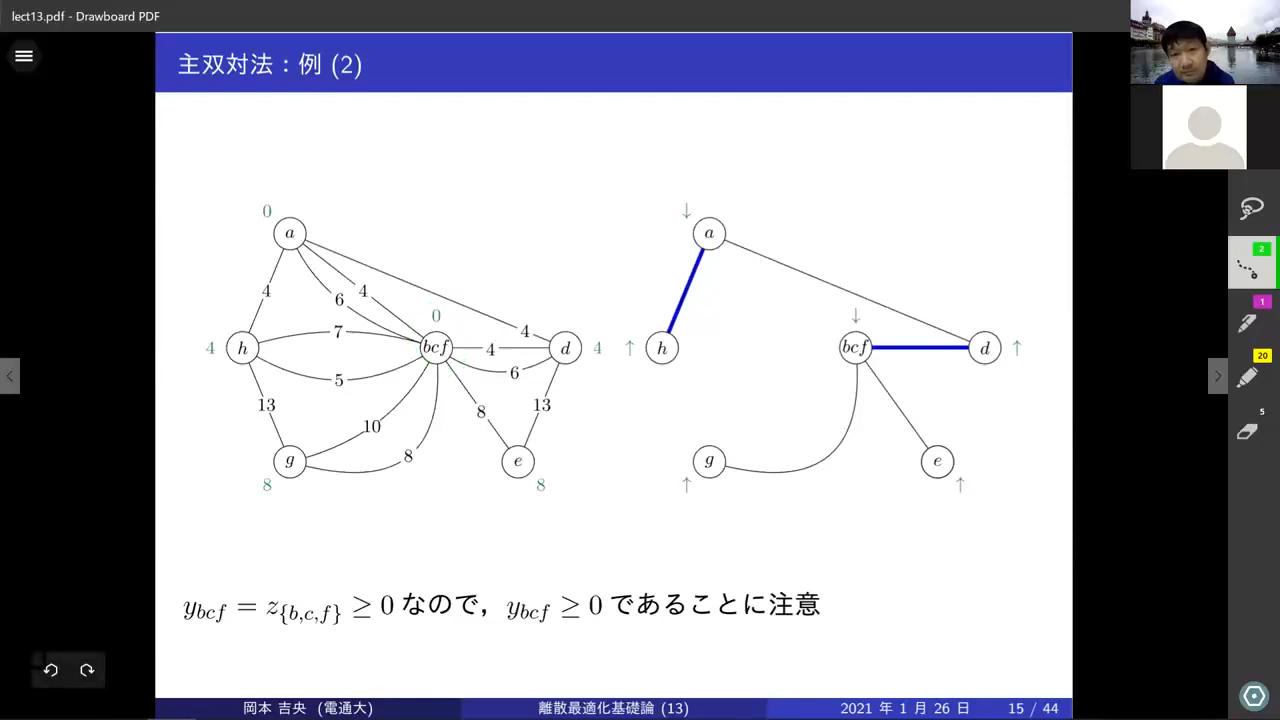 lect13.pdf - Drawboard PDF
主双対法：例 (2)
0
a
4
6
4
4
0
4
h
7
bcf
4
d
4
5
6
13
10
8
13
8
g
e
8
8
↓
a
↓
↑
h
bcf
d
↑
g
e
↑
↑
y_{bcf} = z_{\{b,c,f\}} ≥ 0 なので，y_{bcf} ≥ 0 であることに注意
岡本 吉央 (電通大)
離散最適化基礎論 (13)
2021 年 1 月 26 日
15 / 44
2
1
20
5